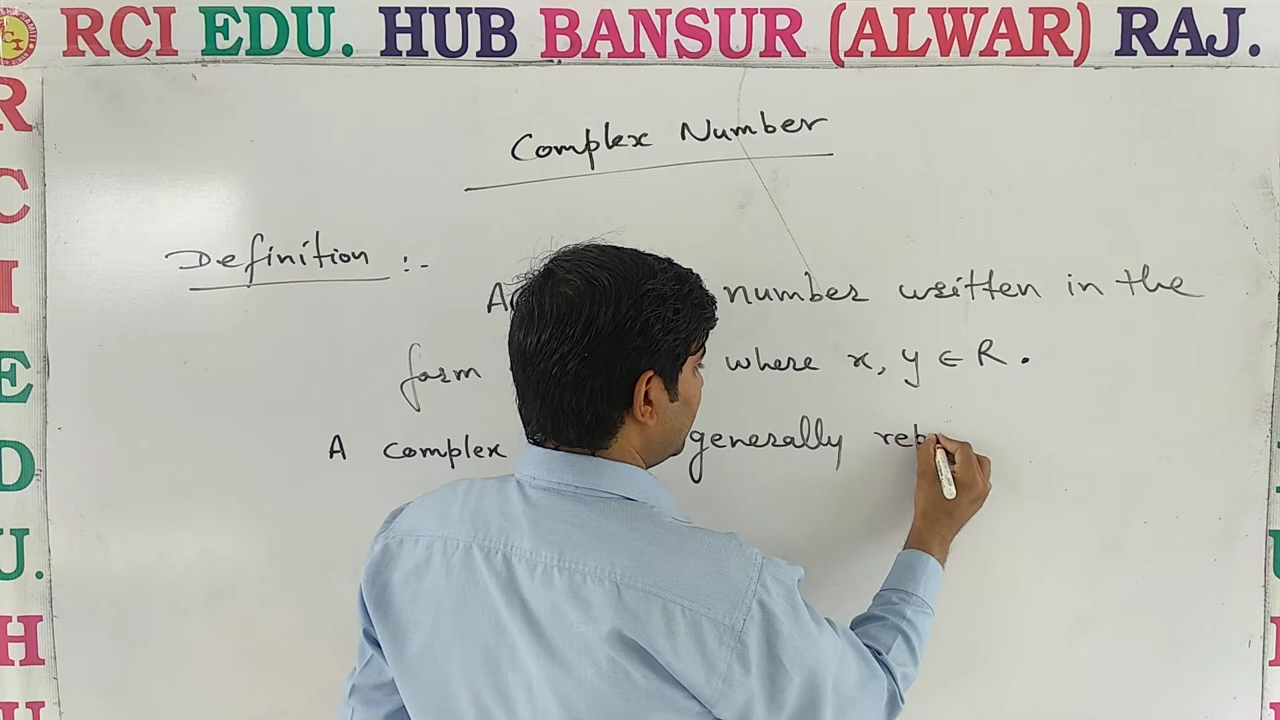 RCI EDU. HUB BANSUR (ALWAR) RAJ.
R
C
I
E
D
U.
H
U
Complex Number
Definition :-
A number written in the
form where x, y ∈ R.
A complex generally rep